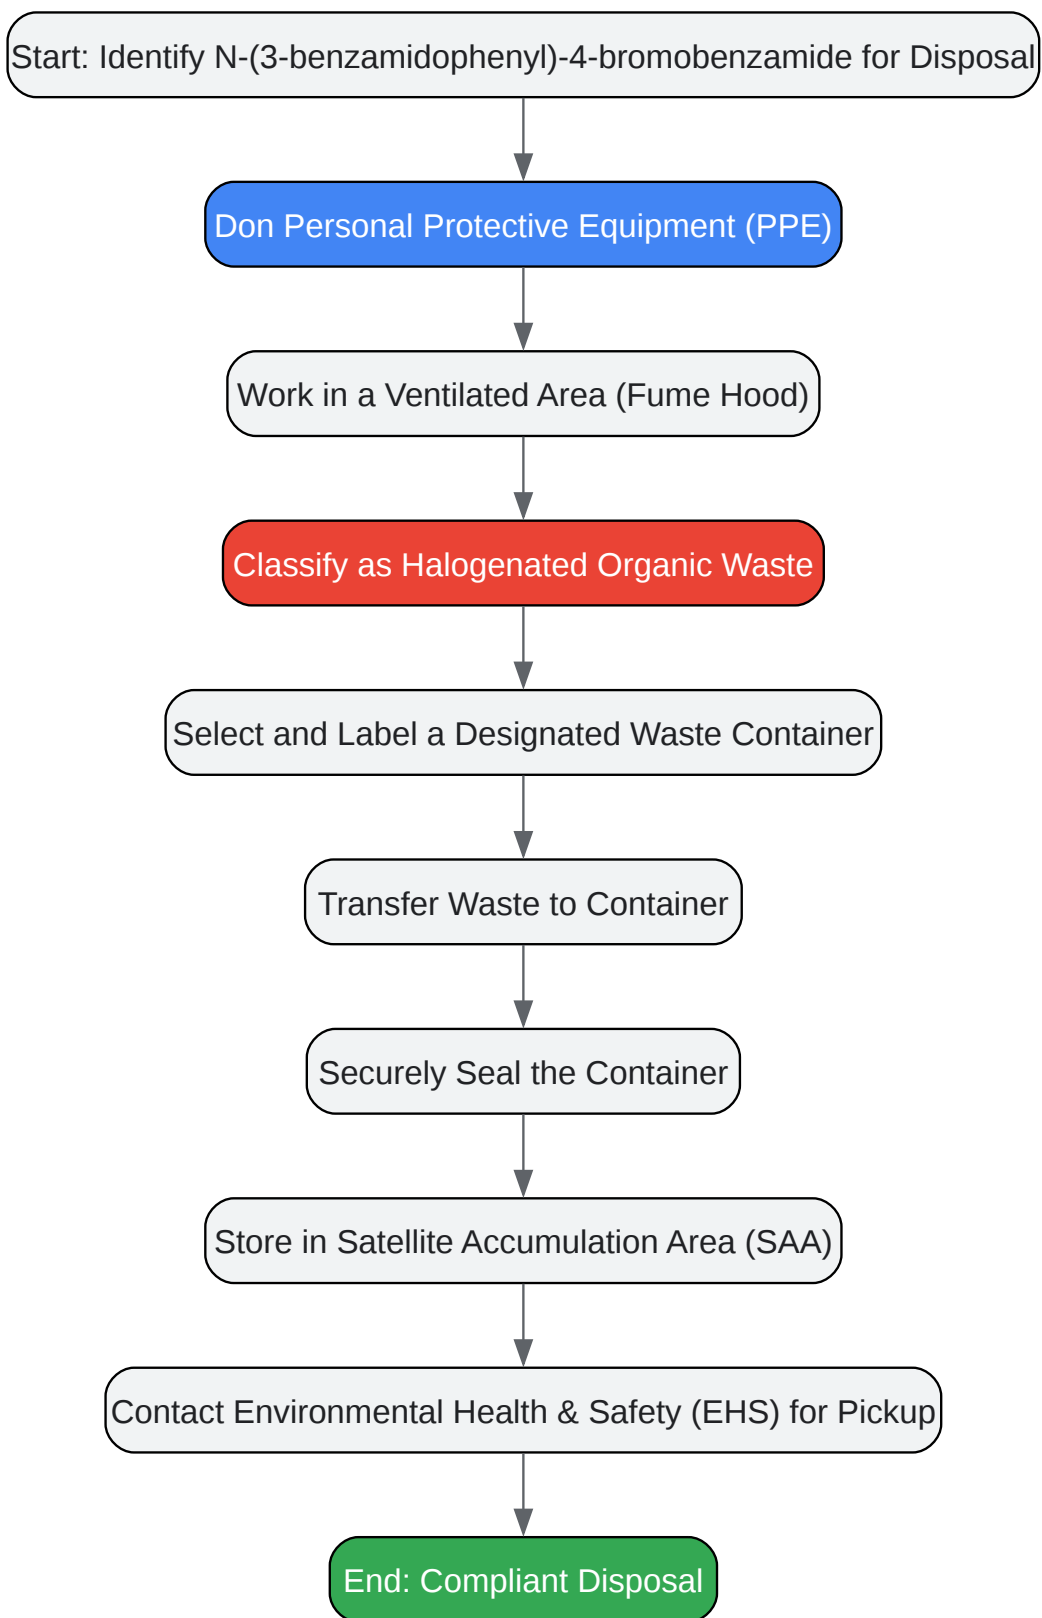 Start: Identify N-(3-benzamidophenyl)-4-bromobenzamide for Disposal
Don Personal Protective Equipment (PPE)
Work in a Ventilated Area (Fume Hood)
Classify as Halogenated Organic Waste
Select and Label a Designated Waste Container
Transfer Waste to Container
Securely Seal the Container
Store in Satellite Accumulation Area (SAA)
Contact Environmental Health & Safety (EHS) for Pickup
End: Compliant Disposal